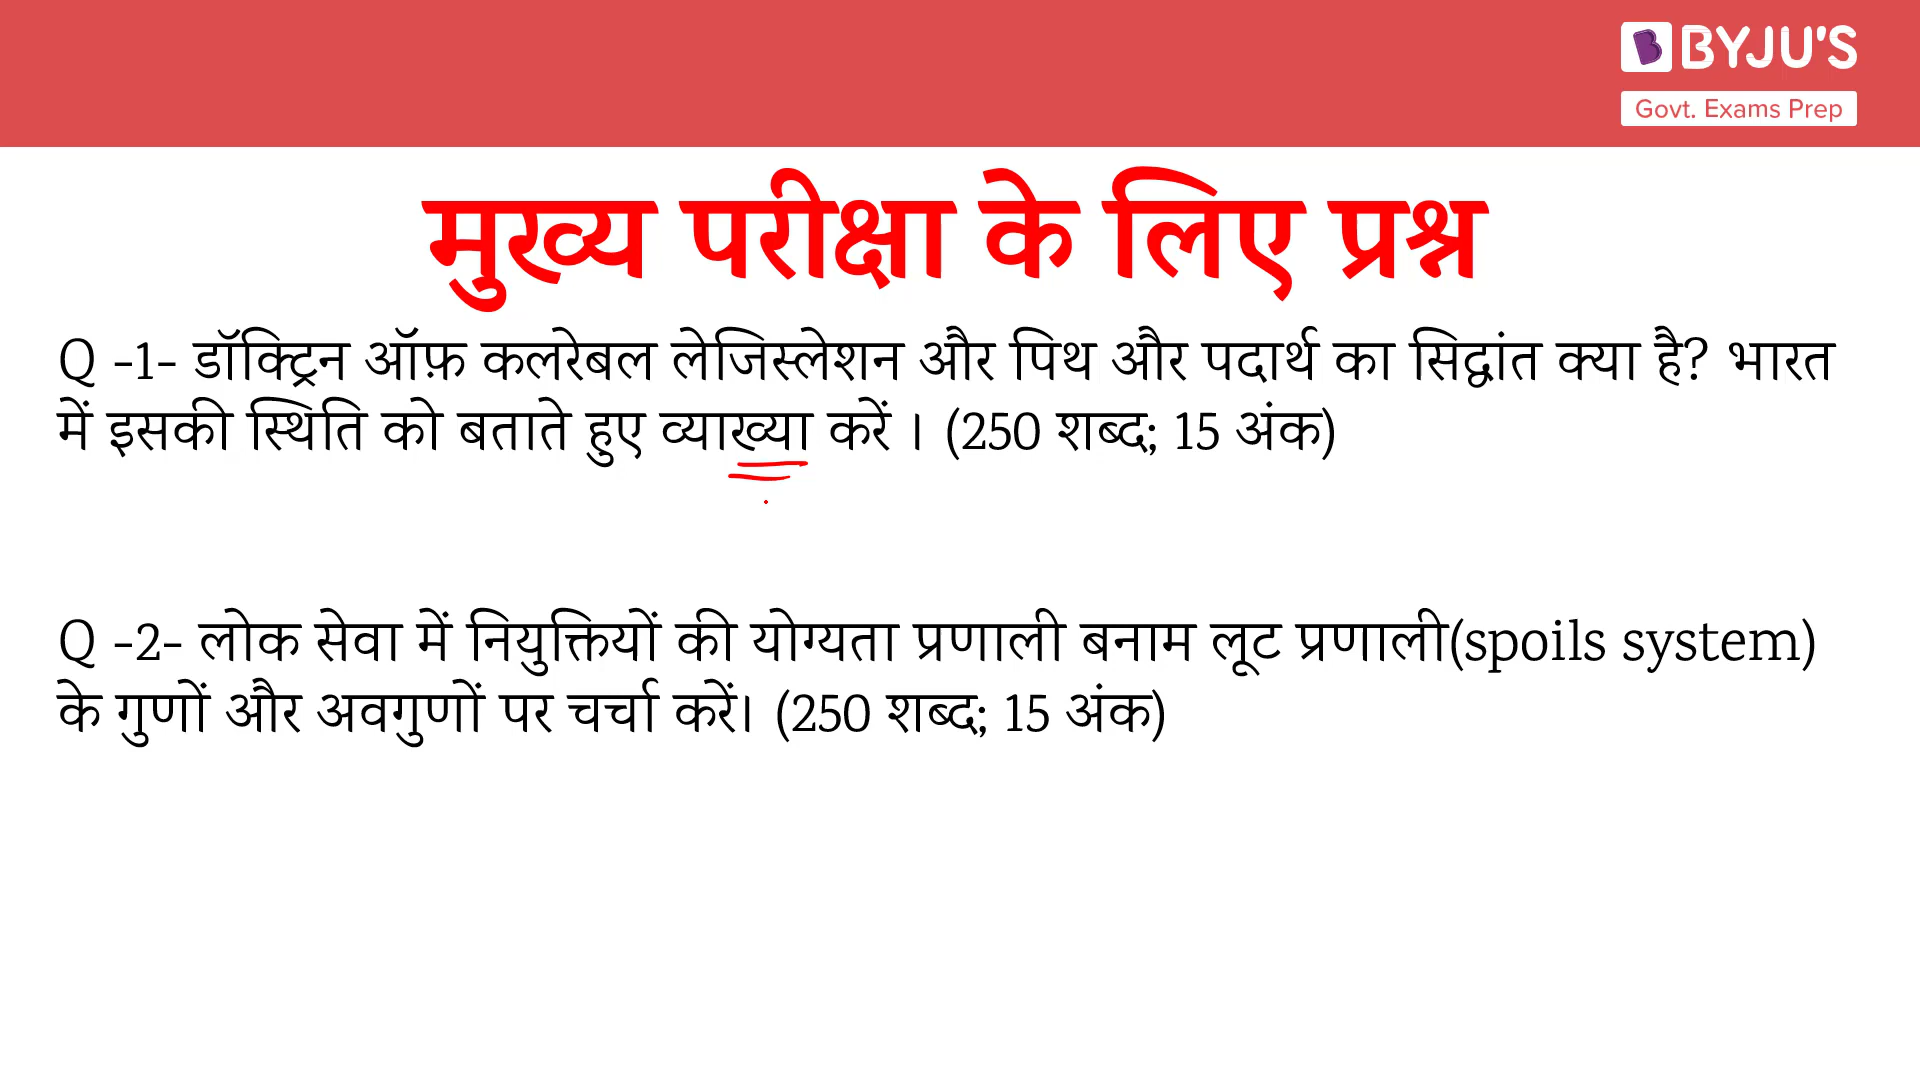 BYJU'S
Govt. Exams Prep
मुख्य परीक्षा के लिए प्रश्न
Q -1- डॉक्ट्रिन ऑफ़ कलरेबल लेजिस्लेशन और पिथ और पदार्थ का सिद्धांत क्या है? भारत
में इसकी स्थिति को बताते हुए व्याख्या करें । (250 शब्द; 15 अंक)
Q -2- लोक सेवा में नियुक्तियों की योग्यता प्रणाली बनाम लूट प्रणाली(spoils system)
के गुणों और अवगुणों पर चर्चा करें। (250 शब्द; 15 अंक)